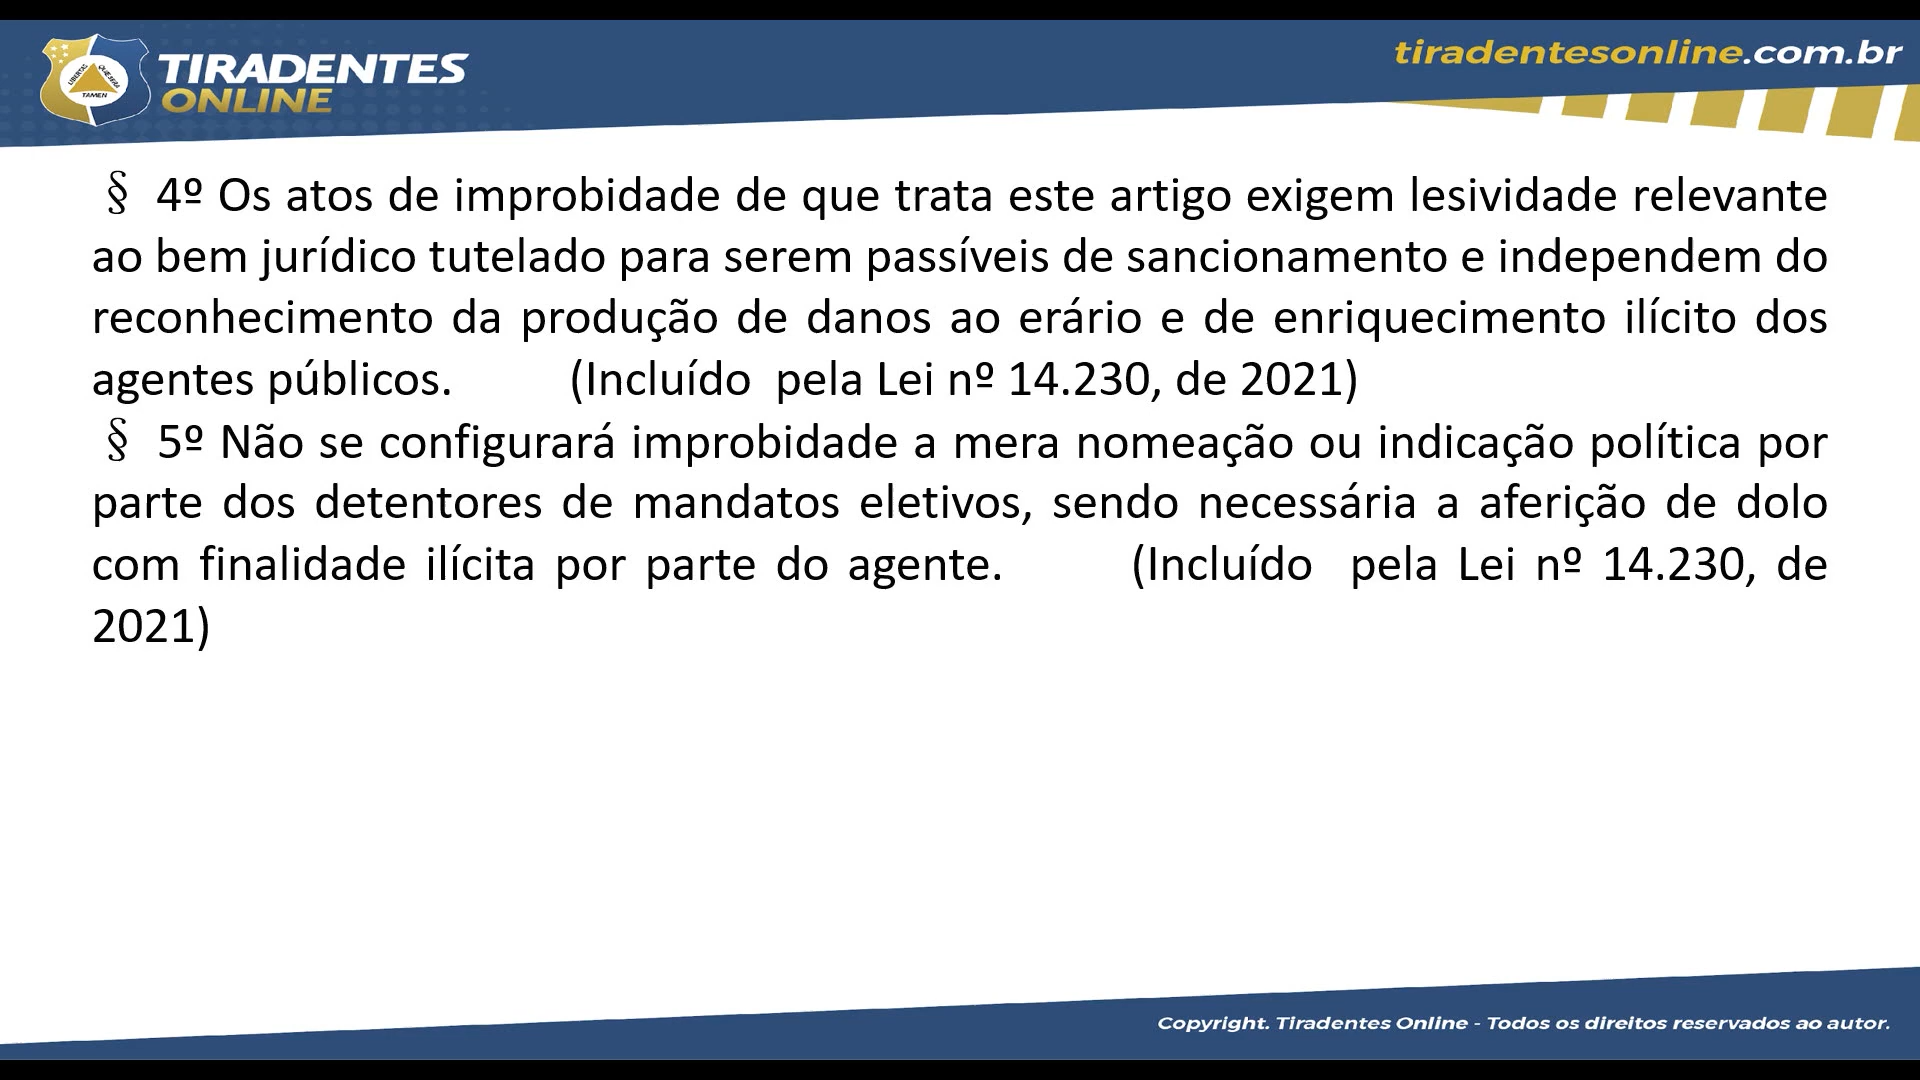 TIRADENTES
ONLINE
LIBERTAS QUE SERA
TAMEN
tiradentesonline.com.br
§ 4º Os atos de improbidade de que trata este artigo exigem lesividade relevante
ao bem jurídico tutelado para serem passíveis de sancionamento e independem do
reconhecimento da produção de danos ao erário e de enriquecimento ilícito dos
agentes públicos. (Incluído pela Lei nº 14.230, de 2021)
§ 5º Não se configurará improbidade a mera nomeação ou indicação política por
parte dos detentores de mandatos eletivos, sendo necessária a aferição de dolo
com finalidade ilícita por parte do agente. (Incluído pela Lei nº 14.230, de
2021)
Copyright. Tiradentes Online - Todos os direitos reservados ao autor.